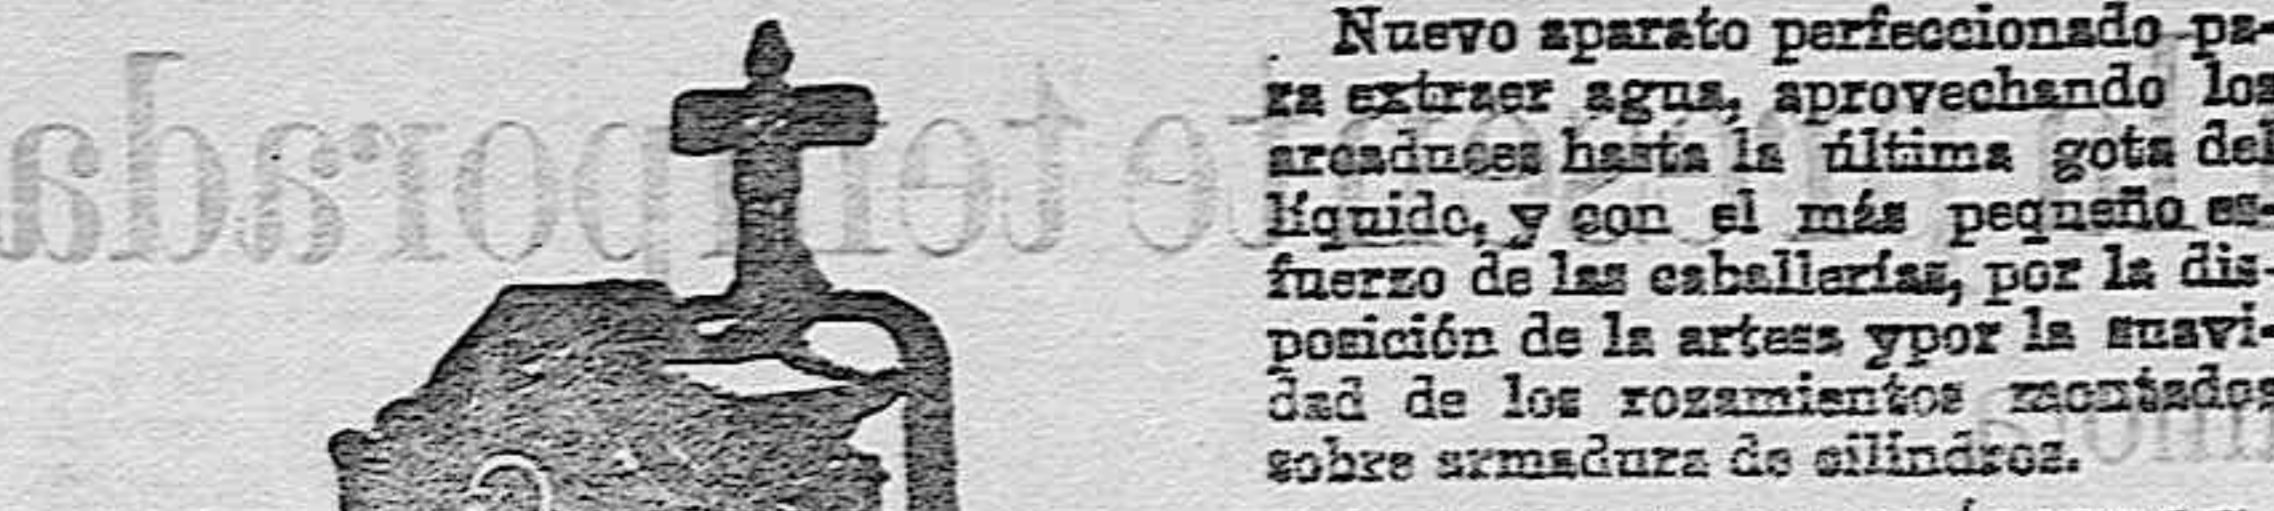 Nuevo aparato perfeccionado pa-
ra extraer agua, aprovechando los
arcaduces hasta la última gota del
líquido, y con el más pequeño es-
fuerzo de las caballerías, por la dis-
posición de la artesa ypor la suavi-
dad de los rozamientos montados
sobre armadura de cilindros.